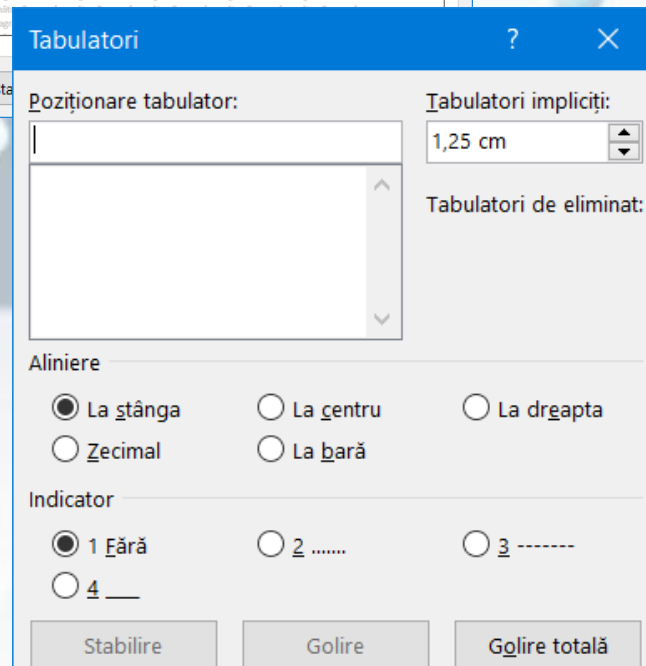 Tabulatori ?
Poziționare tabulator: Tabulatori impliciți:
1,25 cm
Tabulatori de eliminat:
Aliniere
La stânga La centru La dreapta
Zecimal La bară
Indicator
1 Fără 2 ....... 3 -------
4 ___
Stabilire Golire Golire totală